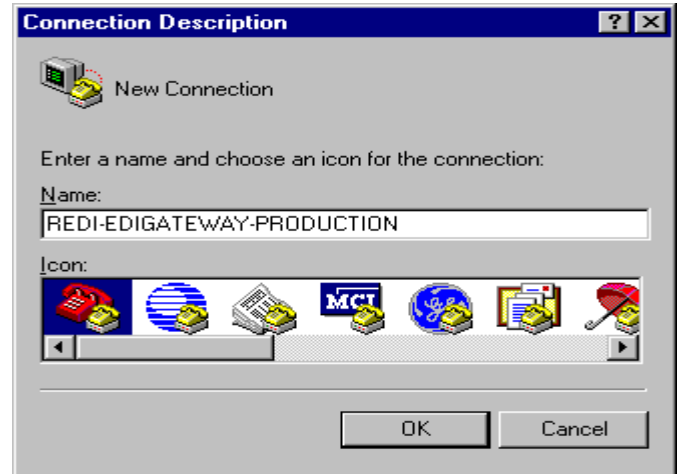 Connection Description
New Connection
Enter a name and choose an icon for the connection:
Name:
REDI-EDIGATEWAY-PRODUCTION
Icon:
MCI
OK Cancel